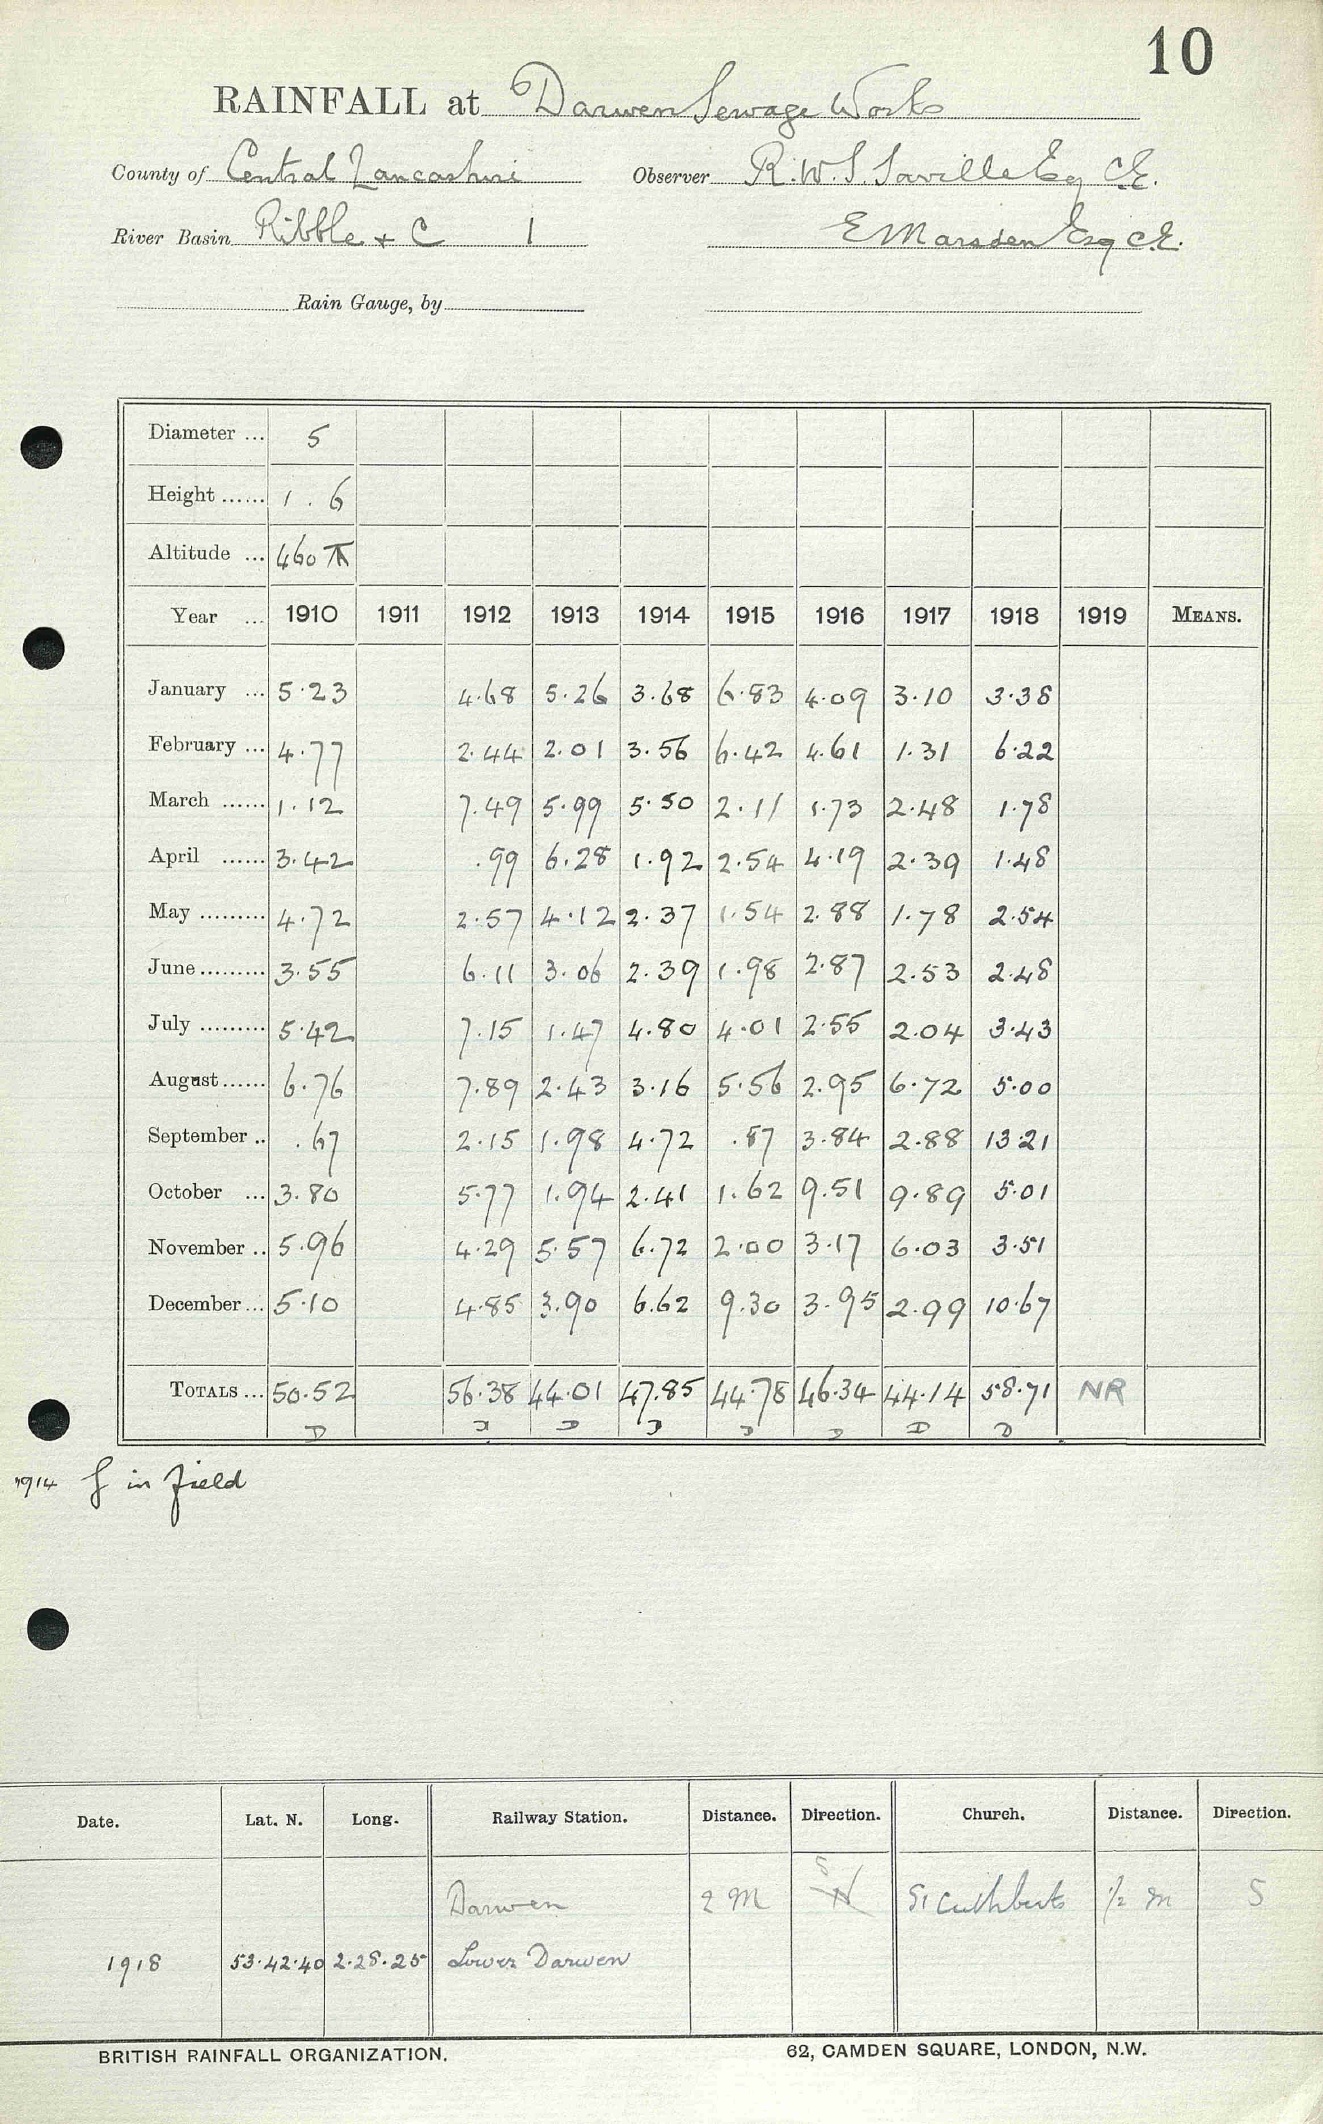 10
RAINFALL at Darwen Sewage Works
County of Central Lancashire Observer R.W.S. Saville Esq C.E.
River Basin Ribble + C 1 E Marsden Esq C.E.
Rain Gauge, by
Diameter ... 5
Height ...... 1.6
Altitude ... 460
Year ... 1910 1911 1912 1913 1914 1915 1916 1917 1918 1919 MEANS.
January ... 5.23 4.68 5.26 3.68 6.83 4.09 3.10 3.38
February ... 4.77 2.44 2.01 3.56 6.42 4.61 1.31 6.22
March ...... 1.12 7.49 5.99 5.50 2.11 1.73 2.48 1.78
April ...... 3.42 .99 6.28 1.92 2.54 4.19 2.39 1.48
May ......... 4.72 2.57 4.12 2.37 1.54 2.88 1.78 2.54
June ......... 3.55 6.11 3.06 2.39 1.98 2.87 2.53 2.48
July ......... 5.42 7.15 1.47 4.80 4.01 2.55 2.04 3.43
August ...... 6.76 7.89 2.43 3.16 5.56 2.95 6.72 5.00
September .. .67 2.15 1.98 4.72 .87 3.84 2.88 13.21
October ... 3.80 5.77 1.94 2.41 1.62 9.51 9.89 5.01
November .. 5.96 4.29 5.57 6.72 2.00 3.17 6.03 3.51
December ... 5.10 4.85 3.90 6.62 9.30 3.95 2.99 10.67
TOTALS ... 50.52 56.38 44.01 47.85 44.78 46.34 44.14 58.71 NR
D D D D D D D D
1914 f in field
Date. Lat. N. Long. Railway Station. Distance. Direction. Church. Distance. Direction.
Darwen 2 M N S St Cuthberts 1/2 m S
1918 53.42.40 2.28.25 Lower Darwen
BRITISH RAINFALL ORGANIZATION. 62, CAMDEN SQUARE, LONDON, N.W.